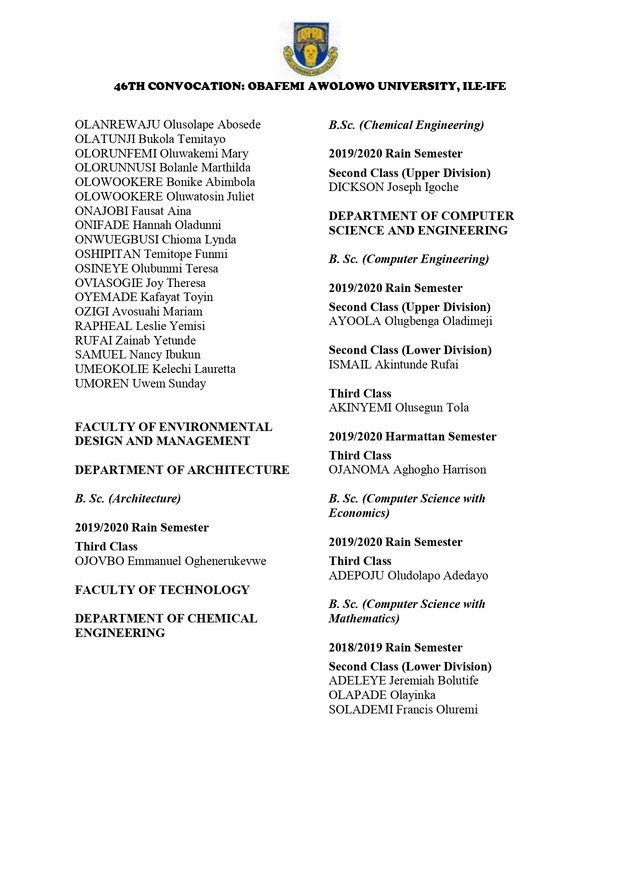 46TH CONVOCATION: OBAFEMI AWOLOWO UNIVERSITY, ILE-IFE
OLANREWAJU Olusolape Abosede
OLATUNJI Bukola Temitayo
OLORUNFEMI Oluwakemi Mary
OLORUNNUSI Bolanle Marthilda
OLOWOOKERE Bonike Abimbola
OLOWOOKERE Oluwatosin Juliet
ONAJOBI Fausat Aina
ONIFADE Hannah Oladunni
ONWUEGBUSI Chioma Lynda
OSHIPITAN Temitope Funmi
OSINEYE Olubunmi Teresa
OVIASOGIE Joy Theresa
OYEMADE Kafayat Toyin
OZIGI Avosuahi Mariam
RAPHEAL Leslie Yemisi
RUFAI Zainab Yetunde
SAMUEL Nancy Ibukun
UMEOKOLIE Kelechi Lauretta
UMOREN Uwem Sunday
FACULTY OF ENVIRONMENTAL
DESIGN AND MANAGEMENT
DEPARTMENT OF ARCHITECTURE
B. Sc. (Architecture)
2019/2020 Rain Semester
Third Class
OJOVBO Emmanuel Oghenerukevwe
FACULTY OF TECHNOLOGY
DEPARTMENT OF CHEMICAL
ENGINEERING
B.Sc. (Chemical Engineering)
2019/2020 Rain Semester
Second Class (Upper Division)
DICKSON Joseph Igoche
DEPARTMENT OF COMPUTER
SCIENCE AND ENGINEERING
B. Sc. (Computer Engineering)
2019/2020 Rain Semester
Second Class (Upper Division)
AYOOLA Olugbenga Oladimeji
Second Class (Lower Division)
ISMAIL Akintunde Rufai
Third Class
AKINYEMI Olusegun Tola
2019/2020 Harmattan Semester
Third Class
OJANOMA Aghogho Harrison
B. Sc. (Computer Science with
Economics)
2019/2020 Rain Semester
Third Class
ADEPOJU Oludolapo Adedayo
B. Sc. (Computer Science with
Mathematics)
2018/2019 Rain Semester
Second Class (Lower Division)
ADELEYE Jeremiah Bolutife
OLAPADE Olayinka
SOLADEMI Francis Oluremi